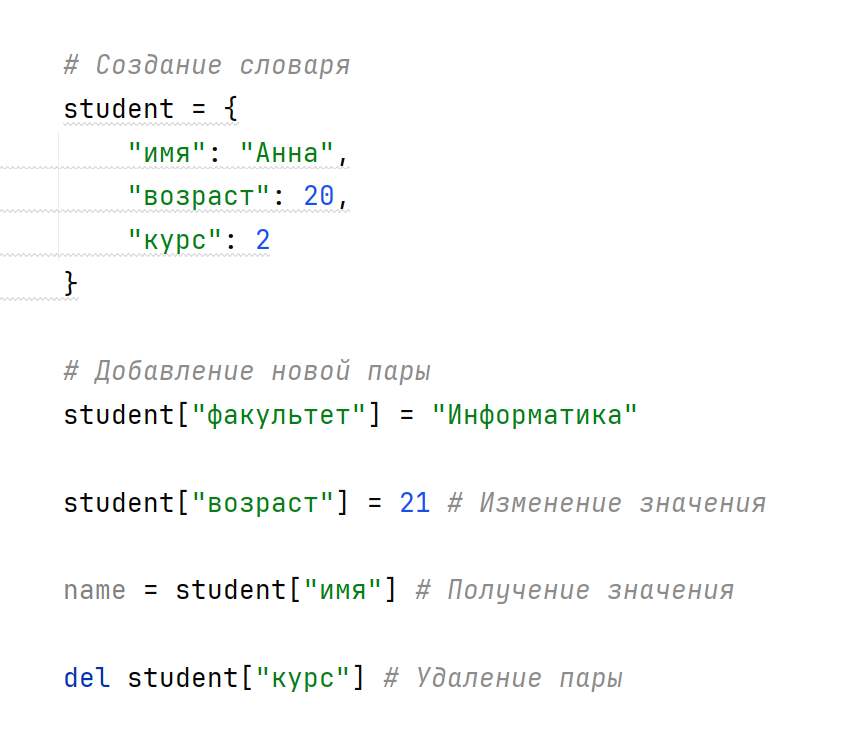 # Создание словаря
student = {
    "имя": "Анна",
    "возраст": 20,
    "курс": 2
}
# Добавление новой пары
student["факультет"] = "Информатика"
student["возраст"] = 21 # Изменение значения
name = student["имя"] # Получение значения
del student["курс"] # Удаление пары